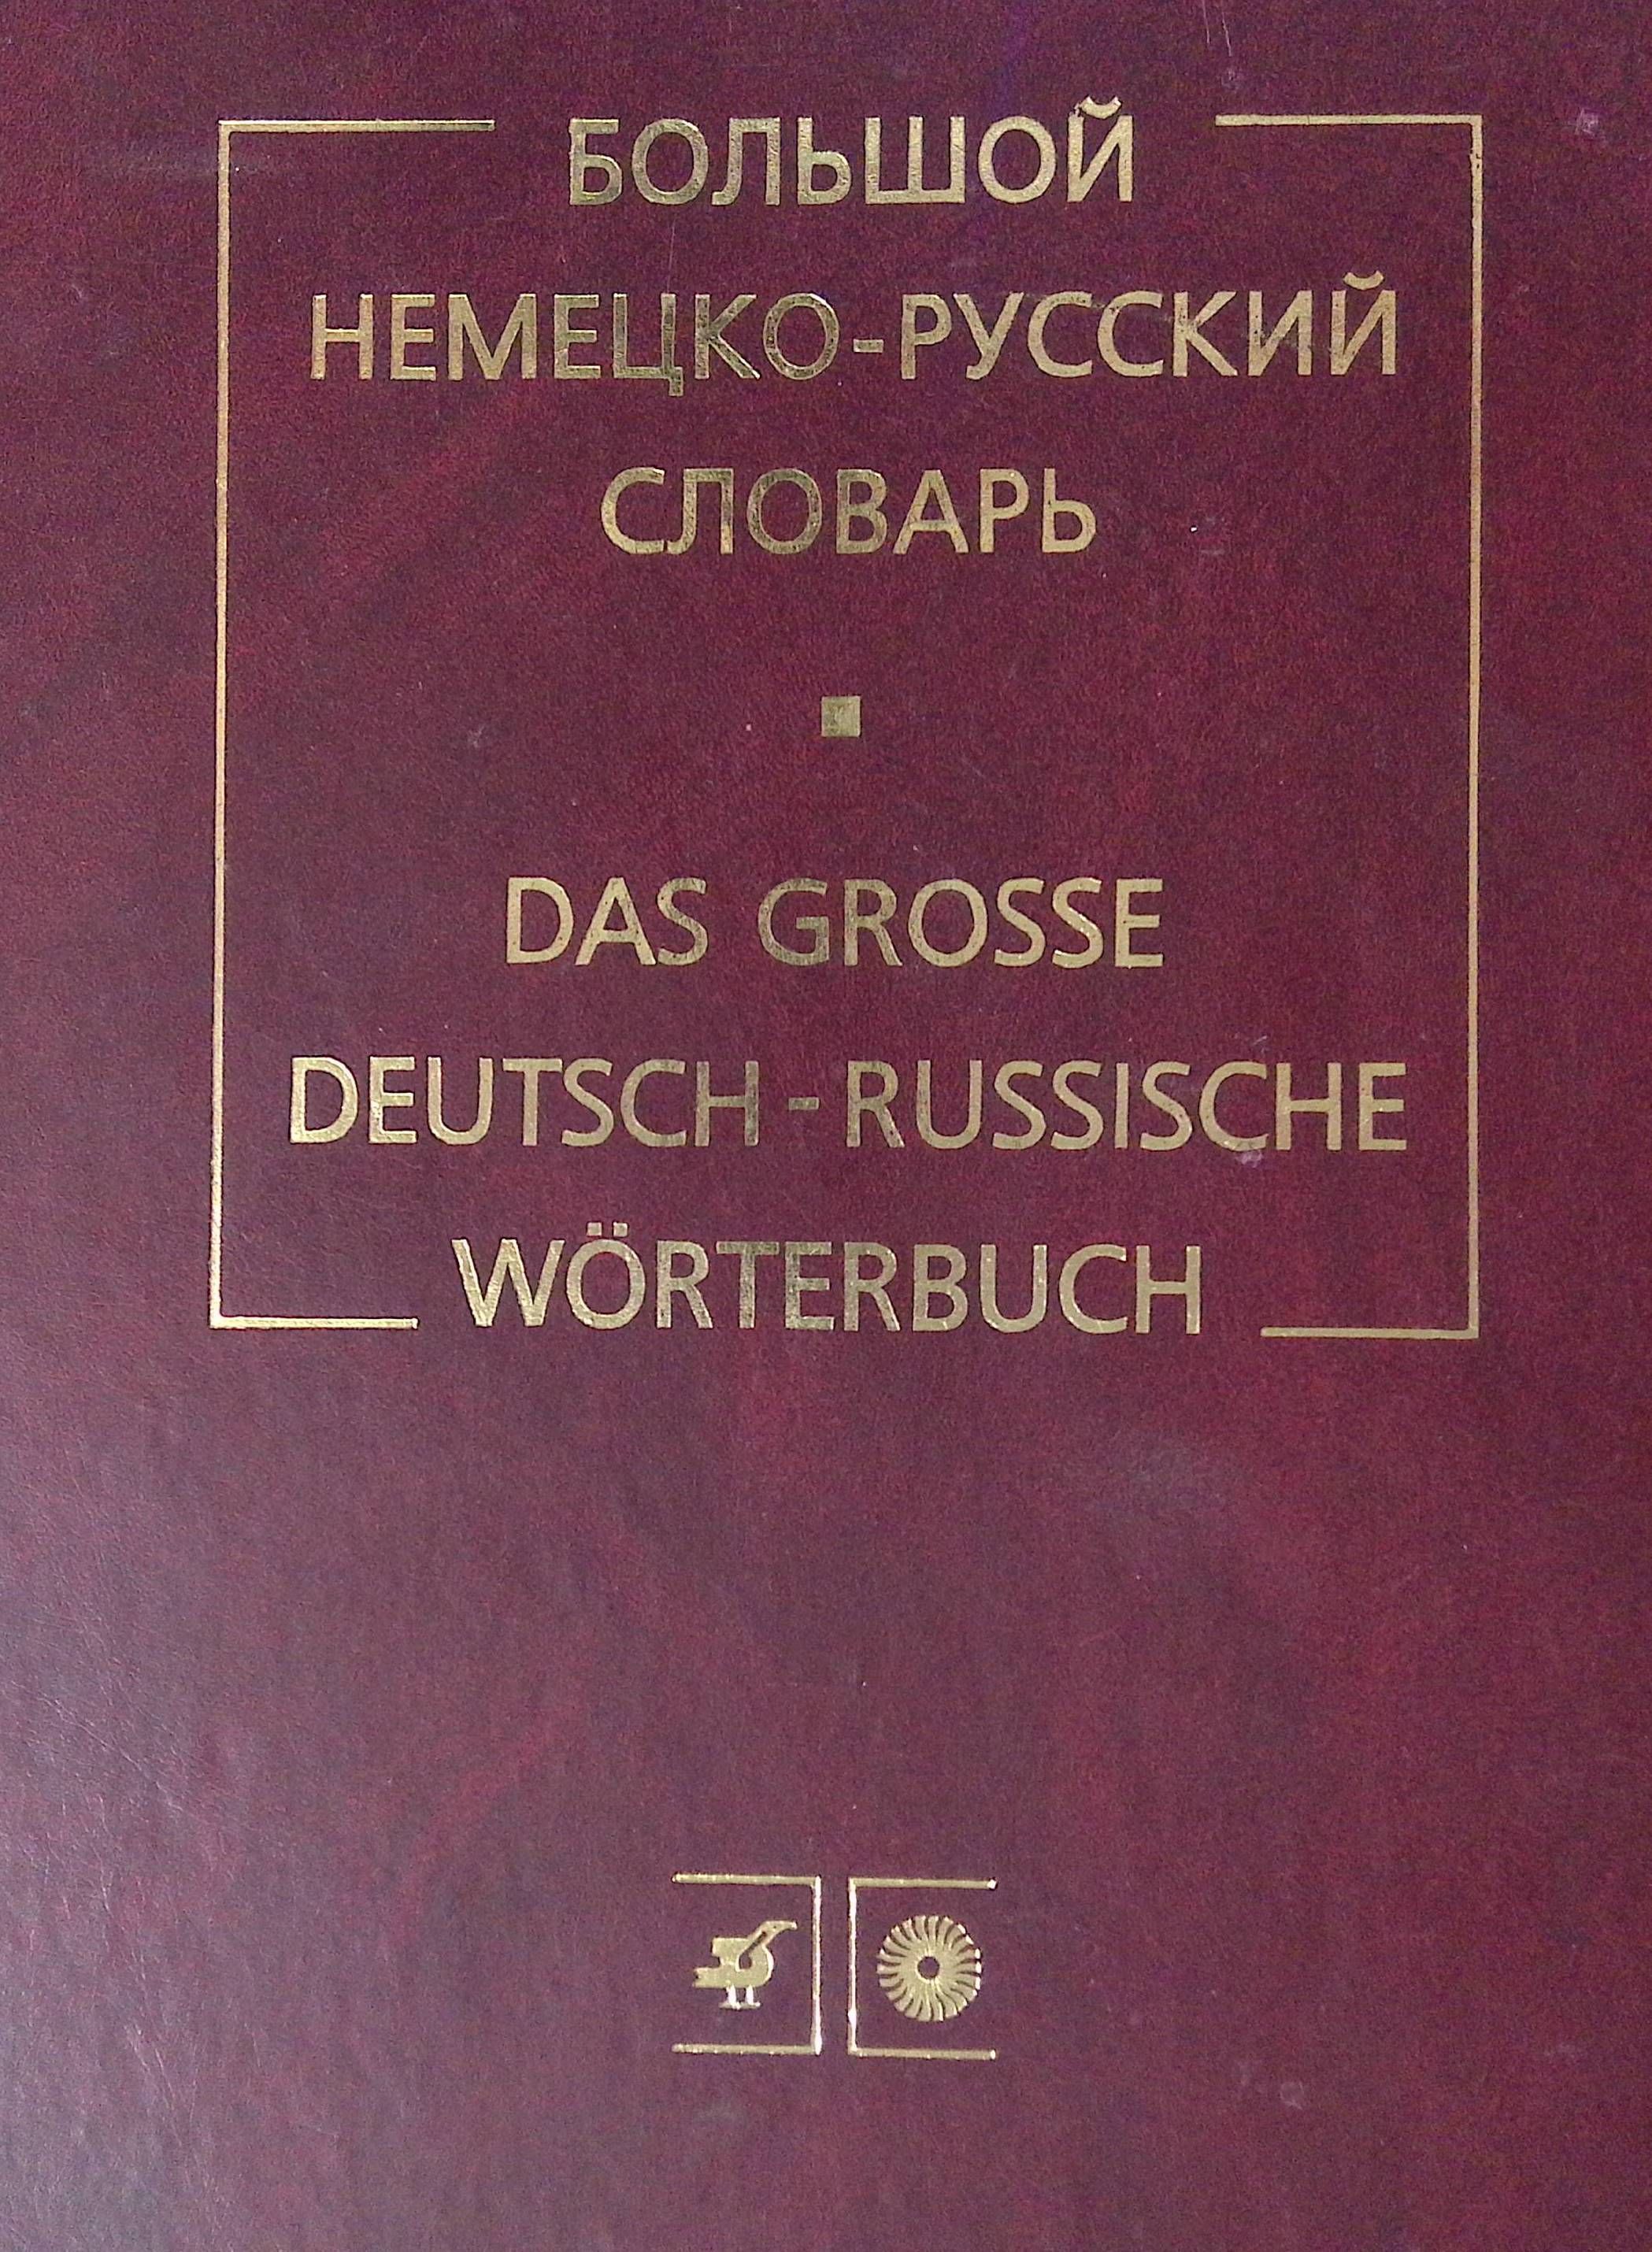 БОЛЬШОЙ
НЕМЕЦКО-РУССКИЙ
СЛОВАРЬ
DAS GROSSE
DEUTSCH-RUSSISCHE
WÖRTERBUCH